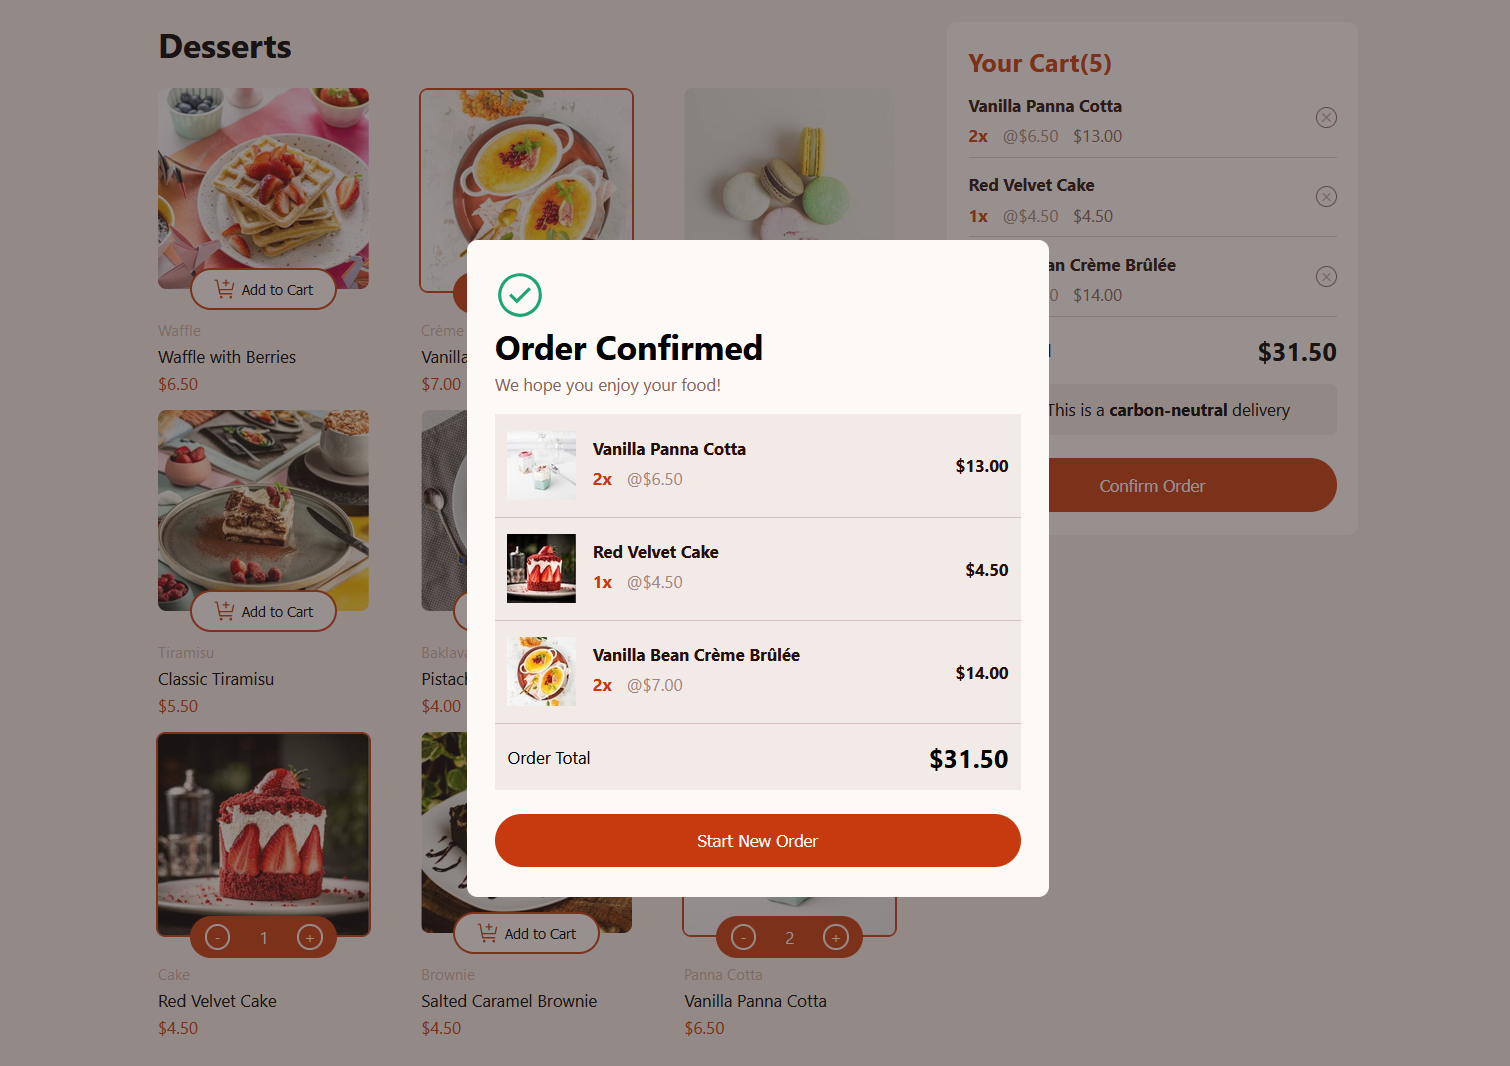 Desserts
Add to Cart
Waffle
Waffle with Berries
$6.50
Crème
Vanilla
$7.00
Add to Cart
Tiramisu
Classic Tiramisu
$5.50
Baklava
Pistach
$4.00
- 1 +
Cake
Red Velvet Cake
$4.50
Add to Cart
Brownie
Salted Caramel Brownie
$4.50
- 2 +
Panna Cotta
Vanilla Panna Cotta
$6.50
Your Cart(5)
Vanilla Panna Cotta
2x @$6.50 $13.00
Red Velvet Cake
1x @$4.50 $4.50
an Crème Brûlée
0 $14.00
$31.50
This is a carbon-neutral delivery
Confirm Order
Order Confirmed
We hope you enjoy your food!
Vanilla Panna Cotta
2x @$6.50
$13.00
Red Velvet Cake
1x @$4.50
$4.50
Vanilla Bean Crème Brûlée
2x @$7.00
$14.00
Order Total
$31.50
Start New Order